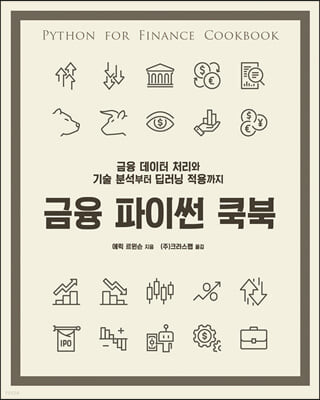 PYTHON FOR FINANCE COOKBOOK
금융 데이터 처리와
기술 분석부터 딥러닝 적용까지
금융 파이썬 쿡북
에릭 르윈슨 지음 (주)크라스랩 옮김
IPO